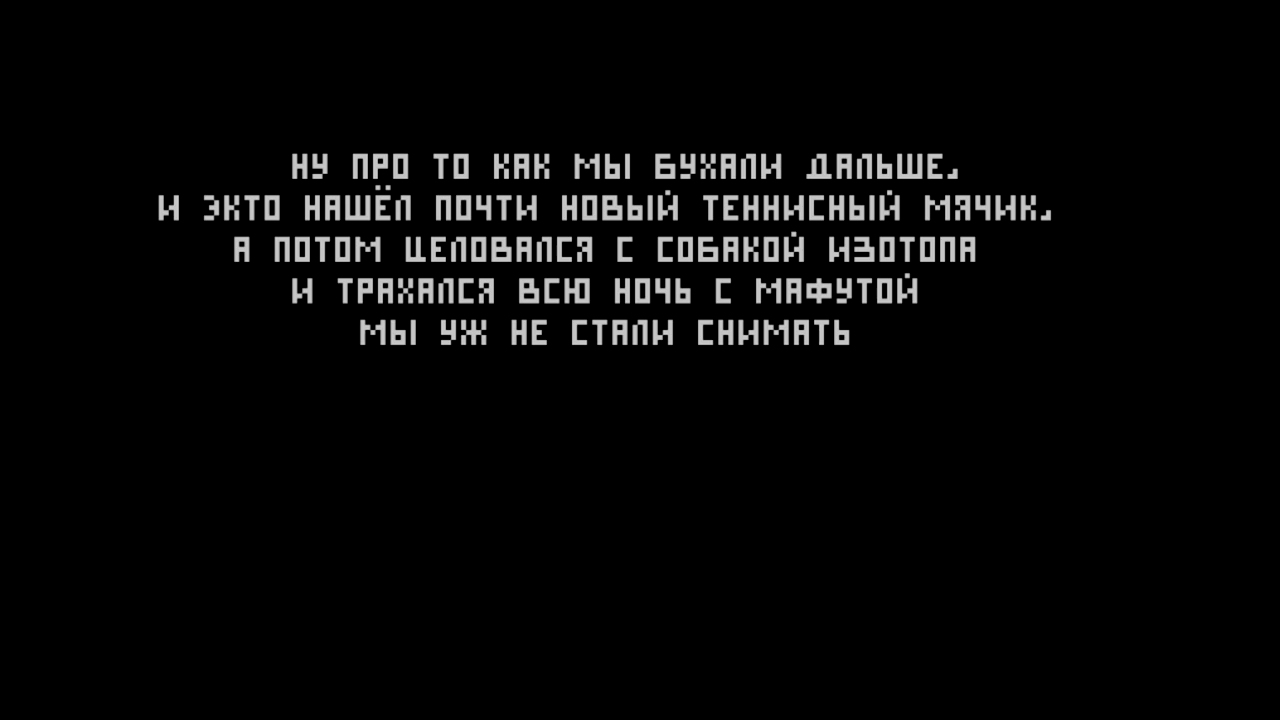 НУ ПРО ТО КАК МЫ БУХАЛИ ДАЛЬШЕ,
И ЭКТО НАШЁЛ ПОЧТИ НОВЫЙ ТЕННИСНЫЙ МЯЧИК,
А ПОТОМ ЦЕЛОВАЛСЯ С СОБАКОЙ ИЗОТОПА
И ТРАХАЛСЯ ВСЮ НОЧЬ С МАФУТОЙ
МЫ УЖ НЕ СТАЛИ СНИМАТЬ